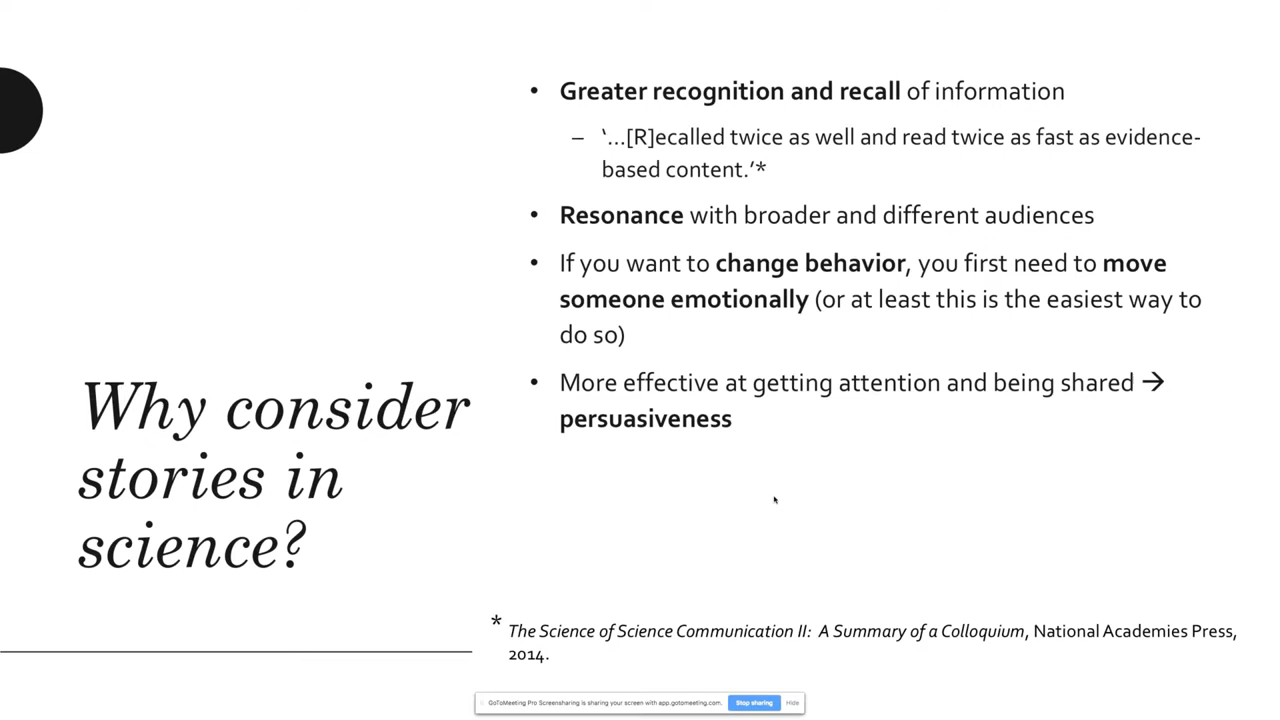 Why consider
stories in
science?
• Greater recognition and recall of information
– ‘...[R]ecalled twice as well and read twice as fast as evidence-
based content.’*
• Resonance with broader and different audiences
• If you want to change behavior, you first need to move
someone emotionally (or at least this is the easiest way to
do so)
• More effective at getting attention and being shared →
persuasiveness
* The Science of Science Communication II: A Summary of a Colloquium, National Academies Press,
2014.
GoToMeeting Pro Screensharing is sharing your screen with app.gotomeeting.com. Stop sharing Hide